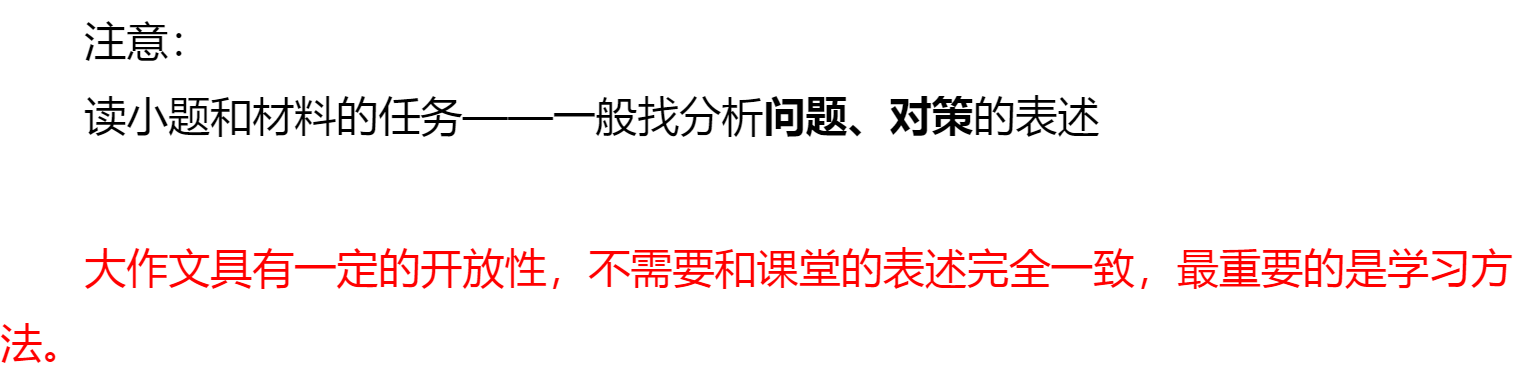 注意：
读小题和材料的任务——一般找分析问题、对策的表述
大作文具有一定的开放性，不需要和课堂的表述完全一致，最重要的是学习方
法。